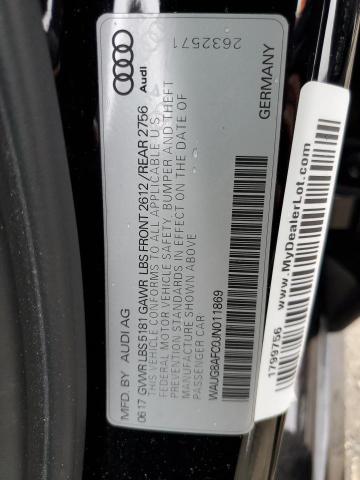 MFD. BY AUDI AG
06 17 GVWR LBS 5181 GAWR LBS FRONT 2612 / REAR 2756
THIS VEHICLE CONFORMS TO ALL APPLICABLE U.S.
FEDERAL MOTOR VEHICLE SAFETY, BUMPER, AND THEFT
PREVENTION STANDARDS IN EFFECT ON THE DATE OF
MANUFACTURE SHOWN ABOVE
PASSENGER CAR
WAUG8AFC0JN011869
Audi
2632571
GERMANY
www.MyDealerLot.com
1799756